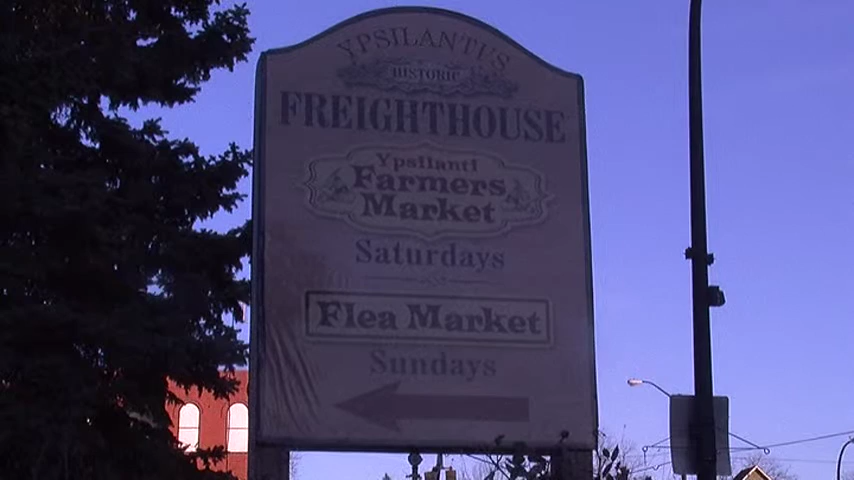 YPSILANTI'S
HISTORIC
FREIGHTHOUSE
Ypsilanti
Farmers
Market
Saturdays
Flea Market
Sundays